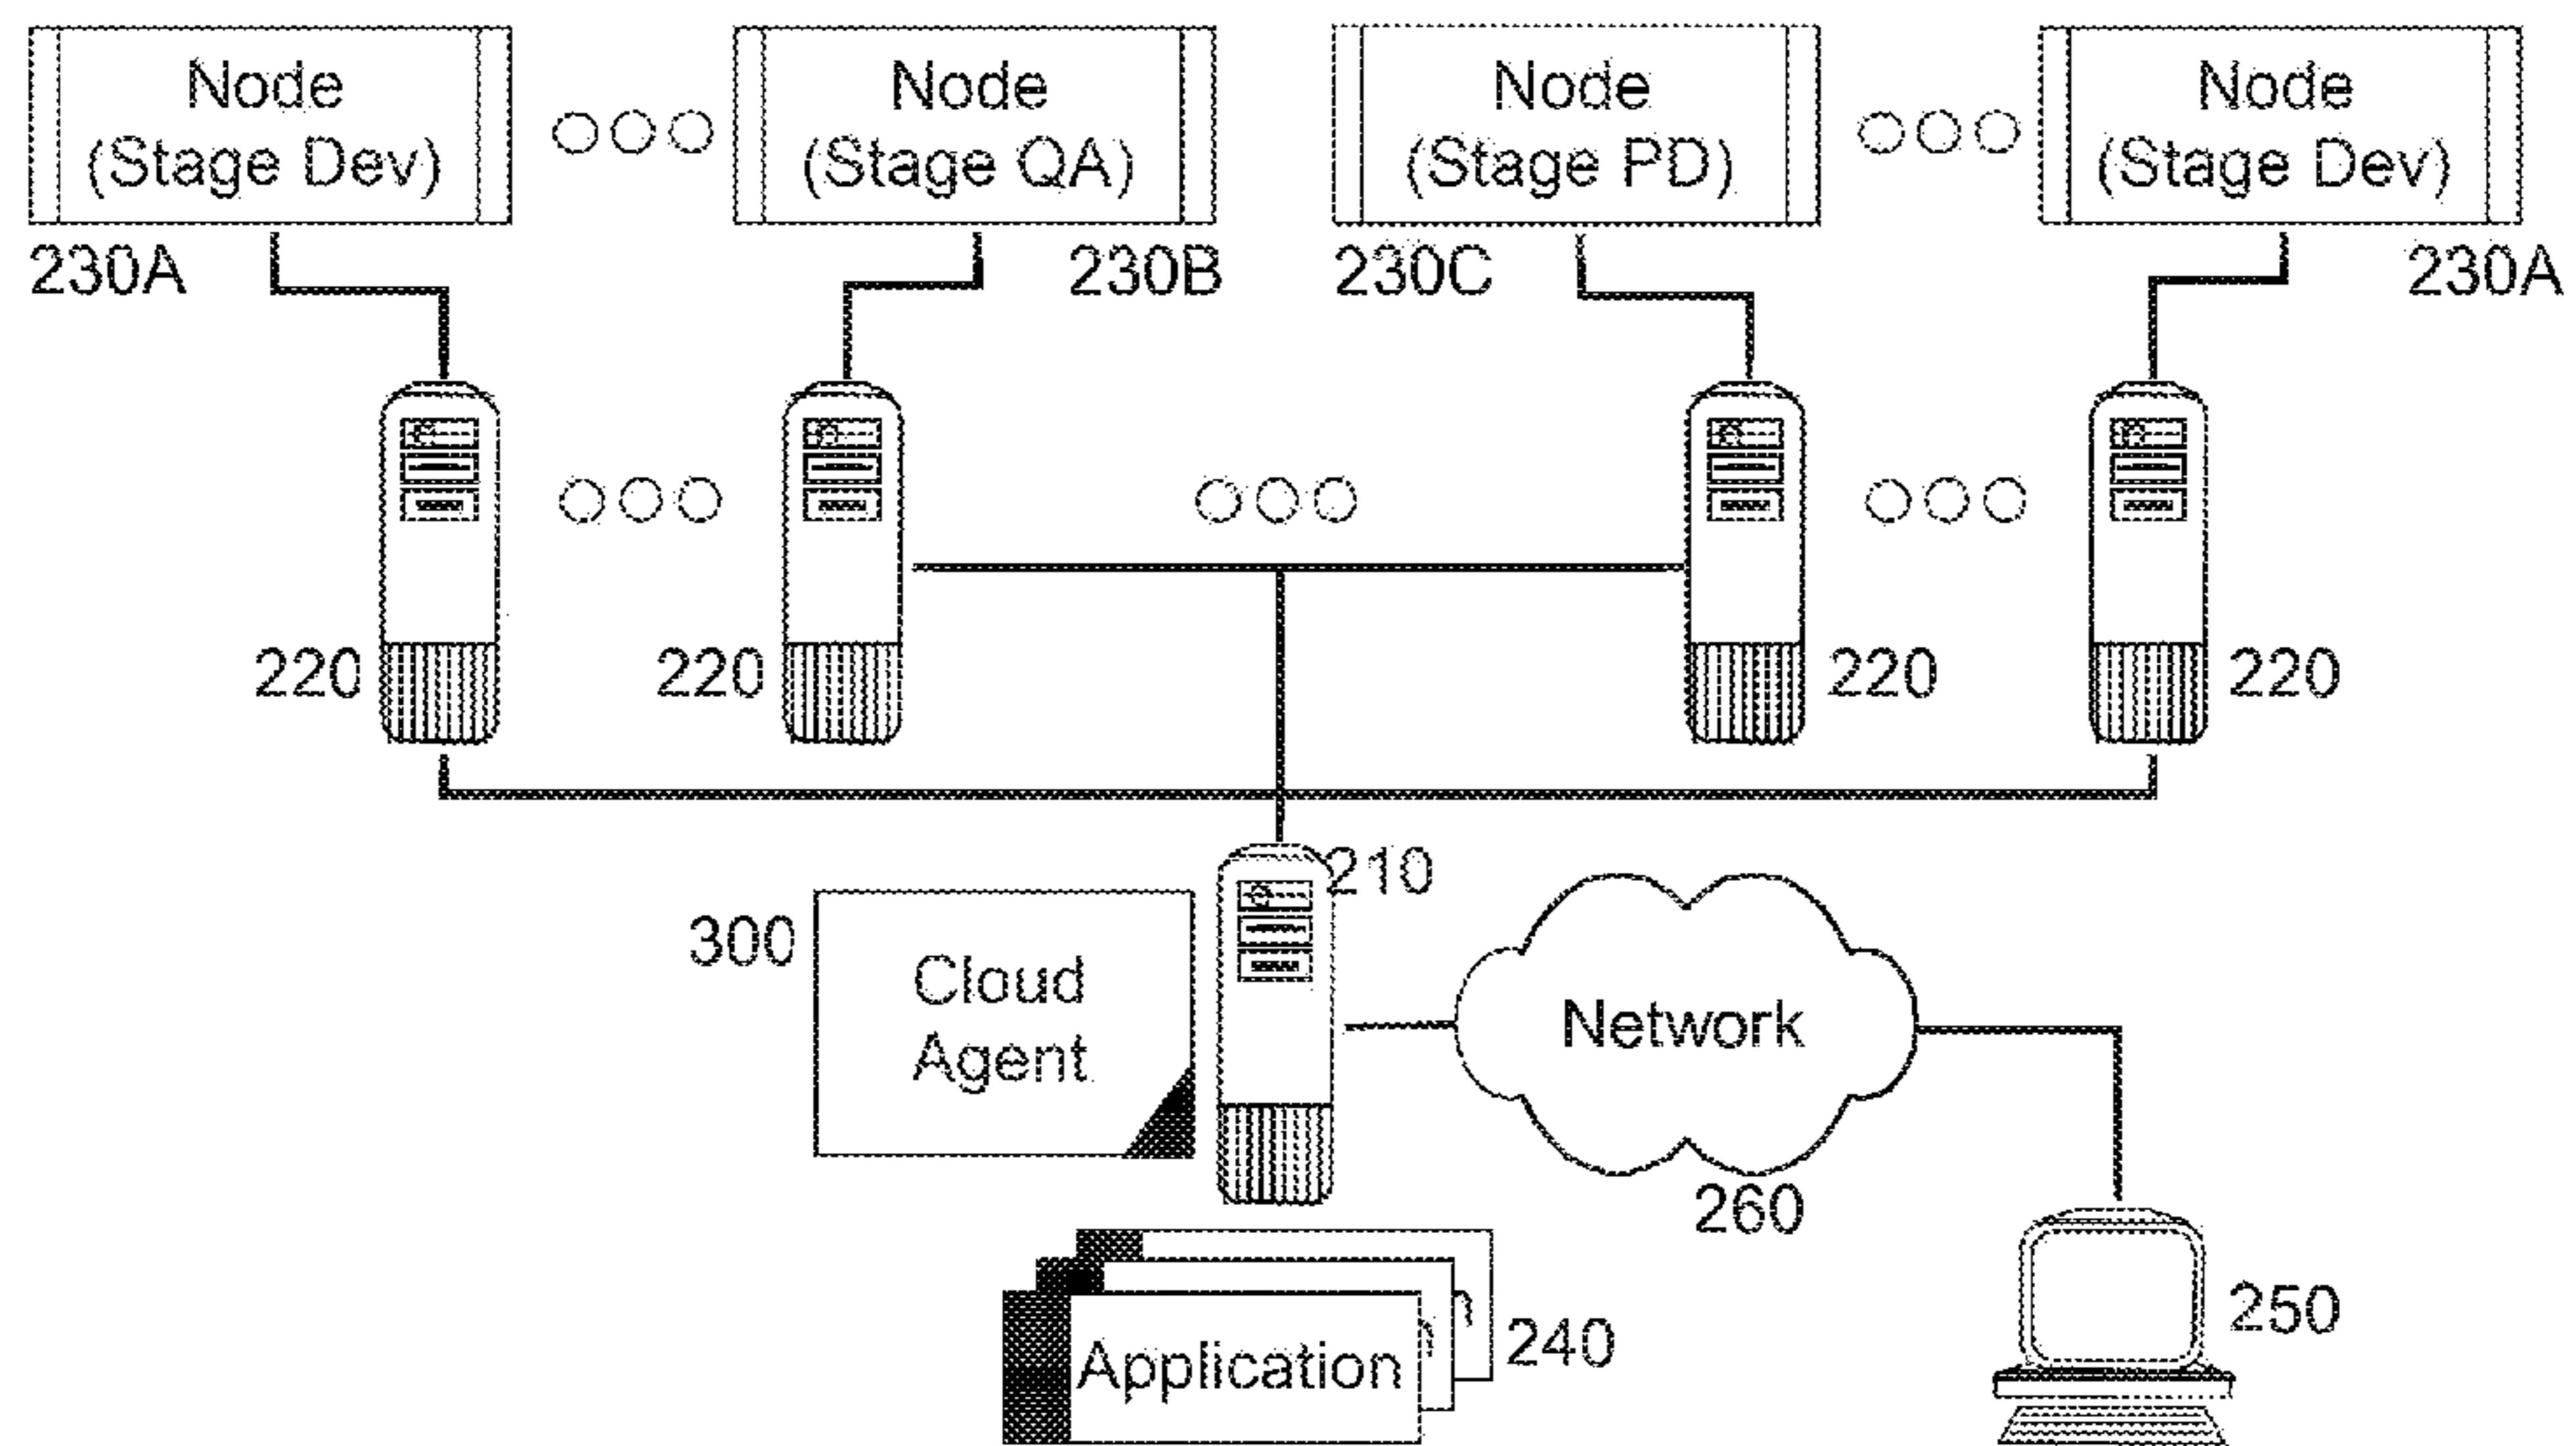 Node
(Stage Dev)
Node
(Stage QA)
Node
(Stage PD)
Node
(Stage Dev)
230A
230B
230C
230A
220
220
220
220
210
300
Cloud
Agent
Network
260
Application
240
250